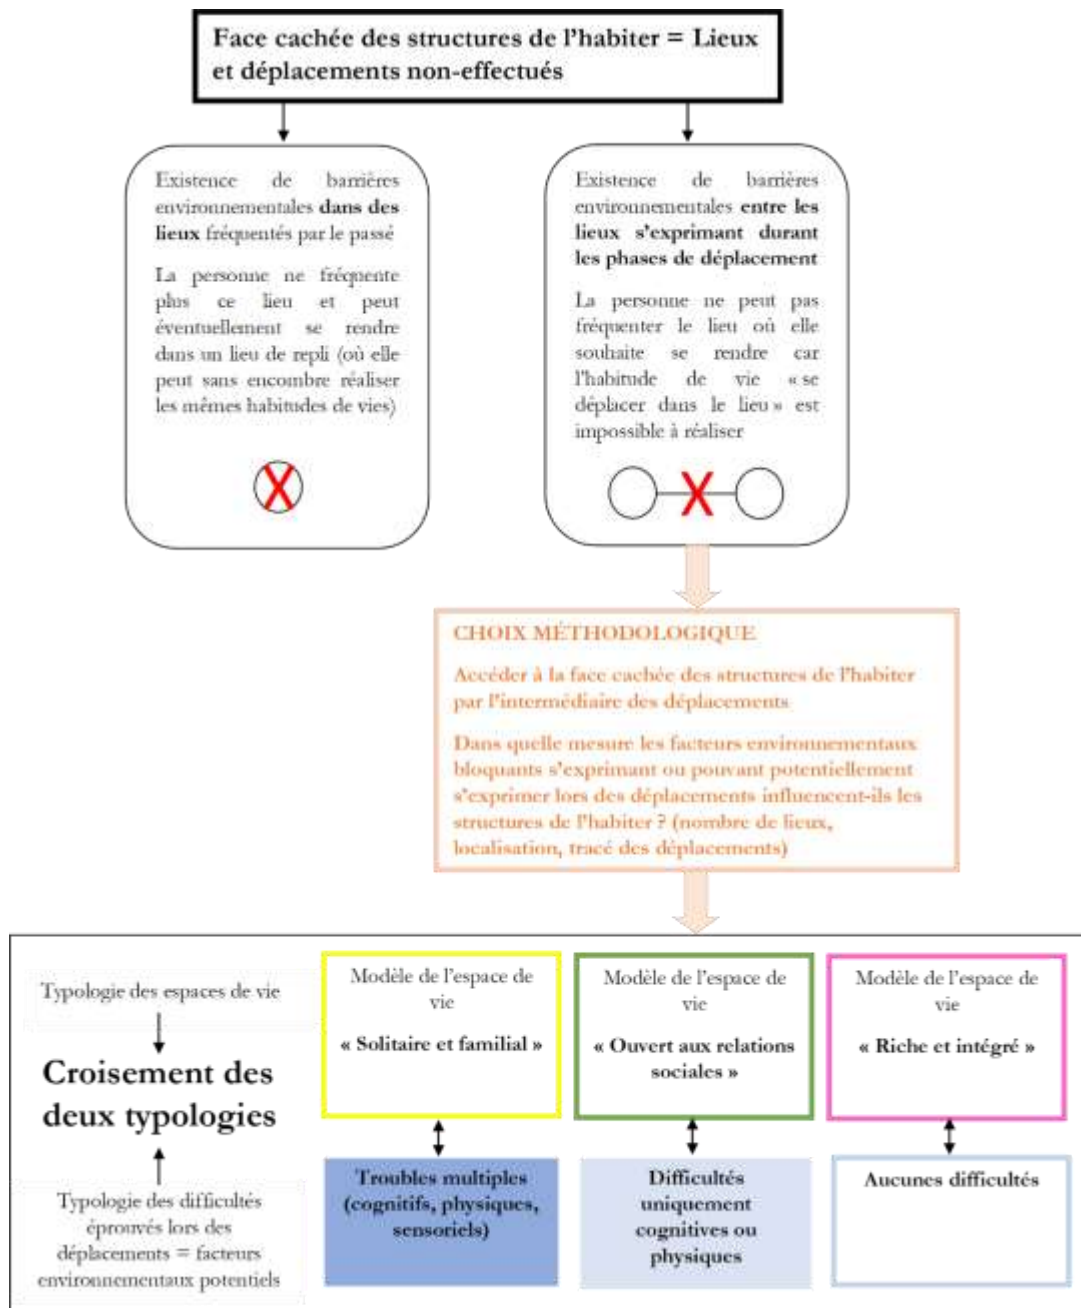 Face cachée des structures de l'habiter = Lieux
et déplacements non-effectués
Existence de barrières
environnementales dans des
lieux fréquentés par le passé
La personne ne fréquente
plus ce lieu et peut
éventuellement se rendre
dans un lieu de repli (où elle
peut sans encombre réaliser
les mêmes habitudes de vies)
X
Existence de barrières
environnementales entre les
lieux s'exprimant durant
les phases de déplacement
La personne ne peut pas
fréquenter le lieu où elle
souhaite se rendre car
l'habitude de vie « se
déplacer dans le lieu » est
impossible à réaliser
X
CHOIX MÉTHODOLOGIQUE
Accéder à la face cachée des structures de l'habiter
par l'intermédiaire des déplacements
Dans quelle mesure les facteurs environnementaux
bloquants s'exprimant ou pouvant potentiellement
s'exprimer lors des déplacements influencent-ils les
structures de l'habiter ? (nombre de lieux,
localisation, tracé des déplacements)
Typologie des espaces de vie
Croisement des
deux typologies
Typologie des difficultés
éprouvés lors des
déplacements = facteurs
environnementaux potentiels
Modèle de l'espace de
vie
« Solitaire et familial »
Modèle de l'espace de
vie
« Ouvert aux relations
sociales »
Modèle de l'espace de
vie
« Riche et intégré »
Troubles multiples
(cognitifs, physiques,
sensoriels)
Difficultés
uniquement
cognitives ou
physiques
Aucunes difficultés